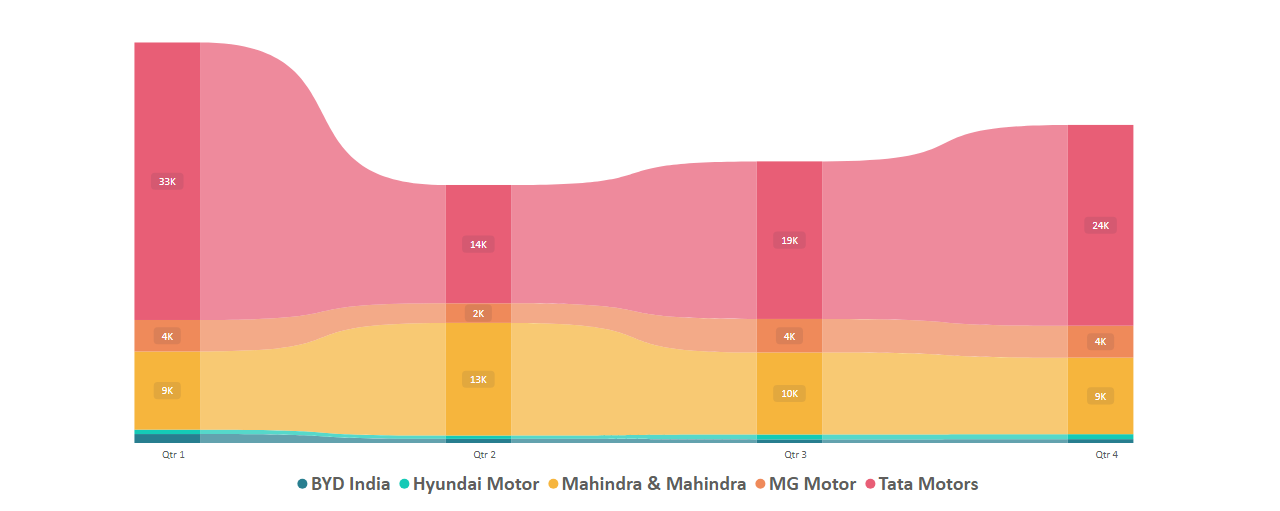 33K
14K
19K
24K
4K
2K
4K
4K
9K
13K
10K
9K
Qtr 1
Qtr 2
Qtr 3
Qtr 4
BYD India Hyundai Motor Mahindra & Mahindra MG Motor Tata Motors